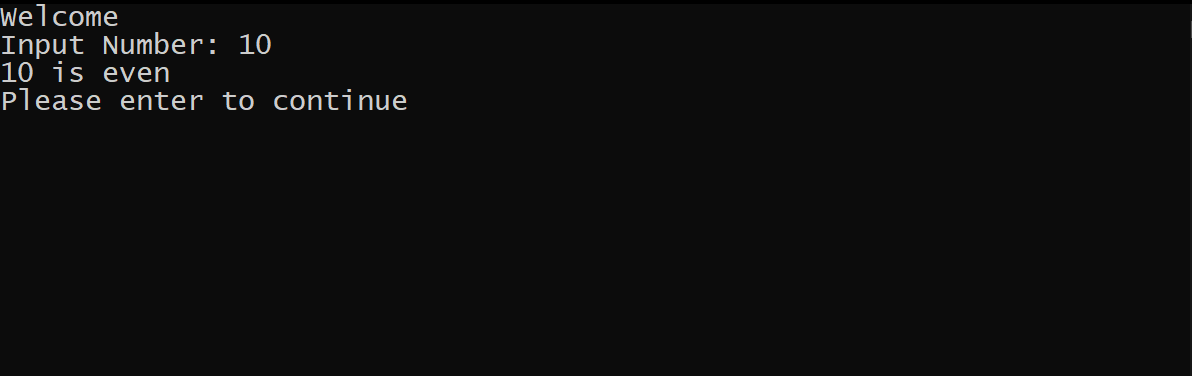 Welcome
Input Number: 10
10 is even
Please enter to continue